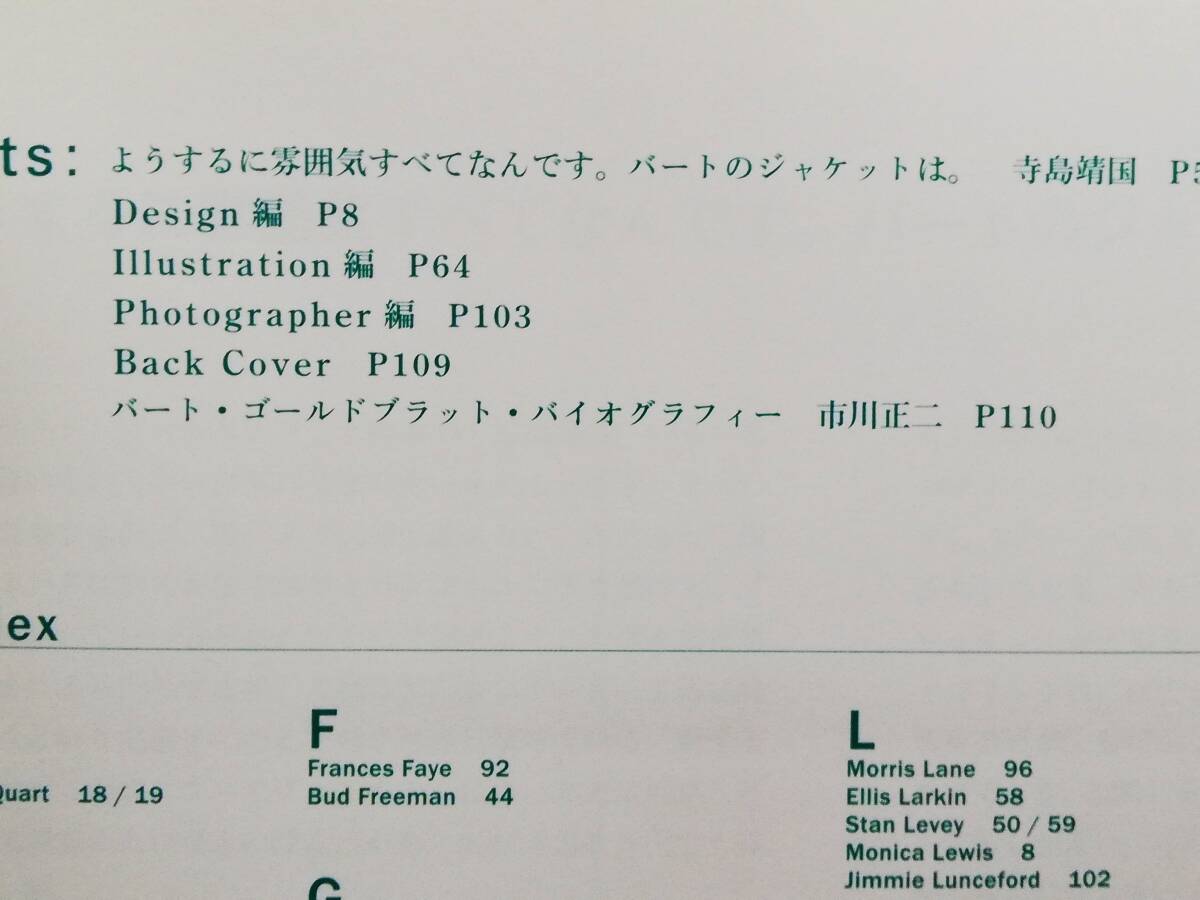 ts: ようするに雰囲気すべてなんです。バートのジャケットは。 寺島靖国 P5
Design 編 P8
Illustration 編 P64
Photographer 編 P103
Back Cover P109
バート・ゴールドブラット・バイオグラフィー 市川正二 P110
ex
Quart 18 / 19
F
Frances Faye 92
Bud Freeman 44
G
L
Morris Lane 96
Ellis Larkin 58
Stan Levey 50 / 59
Monica Lewis 8
Jimmie Lunceford 102